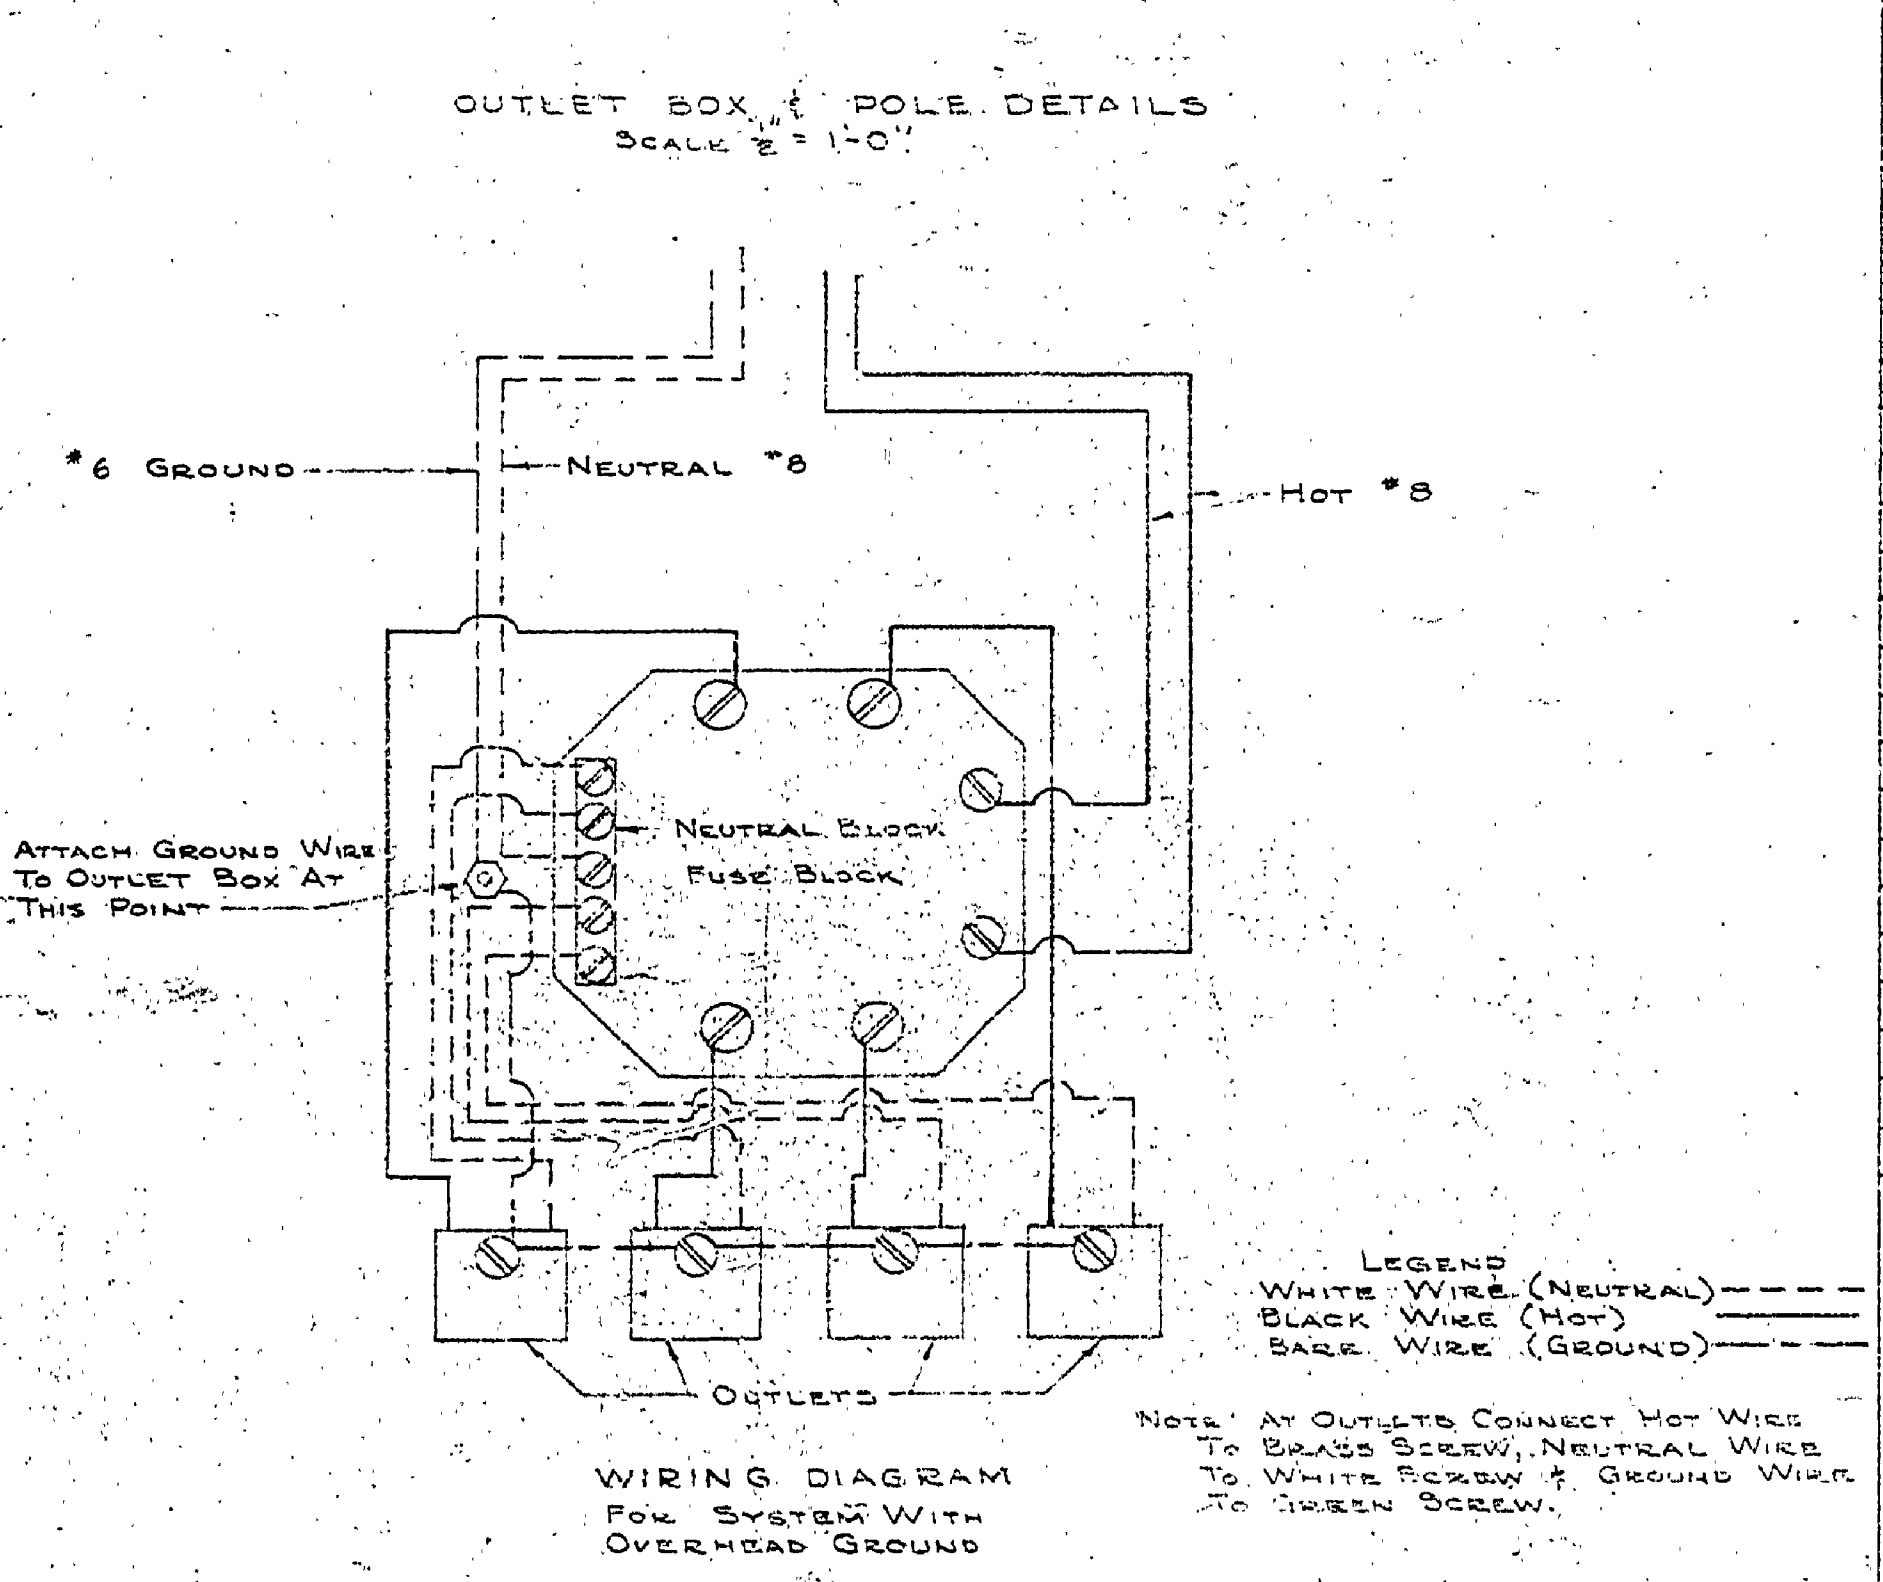 OUTLET BOX & POLE DETAILS
SCALE 1/2" = 1'-0"
#6 GROUND
NEUTRAL #8
HOT #8
NEUTRAL BLOCK
FUSE BLOCK
ATTACH GROUND WIRE
TO OUTLET BOX AT
THIS POINT
OUTLETS
LEGEND
WHITE WIRE (NEUTRAL)
BLACK WIRE (HOT)
BARE WIRE (GROUND)
NOTE: AT OUTLETS CONNECT HOT WIRE
TO BRASS SCREW, NEUTRAL WIRE
TO WHITE SCREW & GROUND WIRE
TO GREEN SCREW.
WIRING DIAGRAM
FOR SYSTEM WITH
OVERHEAD GROUND